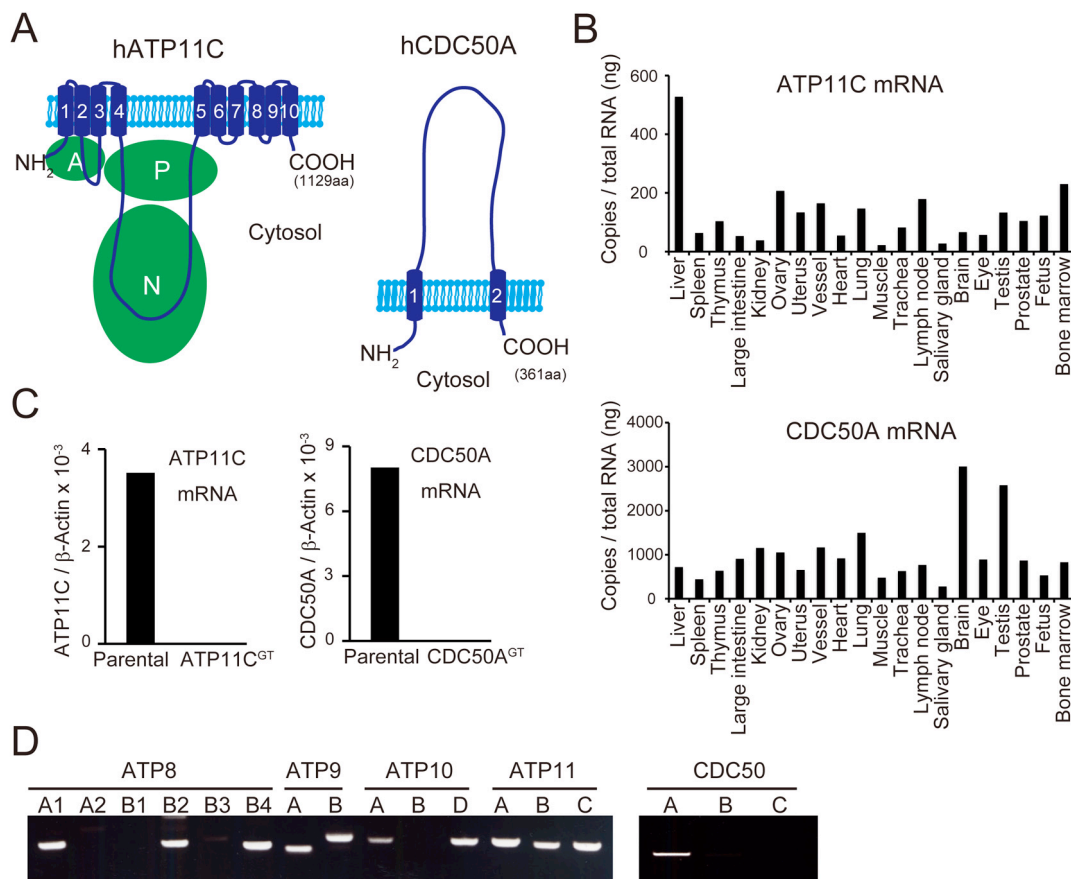 A
hATP11C
1 2 3 4 5 6 7 8 9 10
NH2
A
P
N
COOH
(1129aa)
Cytosol
hCDC50A
1 2
NH2
COOH
(361aa)
Cytosol
B
ATP11C mRNA
Copies / total RNA (ng)
600
400
200
0
Liver
Spleen
Thymus
Large intestine
Kidney
Ovary
Uterus
Vessel
Heart
Lung
Muscle
Trachea
Lymph node
Salivary gland
Brain
Eye
Testis
Prostate
Fetus
Bone marrow
CDC50A mRNA
Copies / total RNA (ng)
4000
3000
2000
1000
0
Liver
Spleen
Thymus
Large intestine
Kidney
Ovary
Uterus
Vessel
Heart
Lung
Muscle
Trachea
Lymph node
Salivary gland
Brain
Eye
Testis
Prostate
Fetus
Bone marrow
C
ATP11C / β-Actin x 10-3
4
2
0
ATP11C
mRNA
Parental ATP11CGT
CDC50A / β-Actin x 10-3
9
6
3
0
CDC50A
mRNA
Parental CDC50AGT
D
ATP8 ATP9 ATP10 ATP11 CDC50
A1 A2 B1 B2 B3 B4 A B A B D A B C A B C